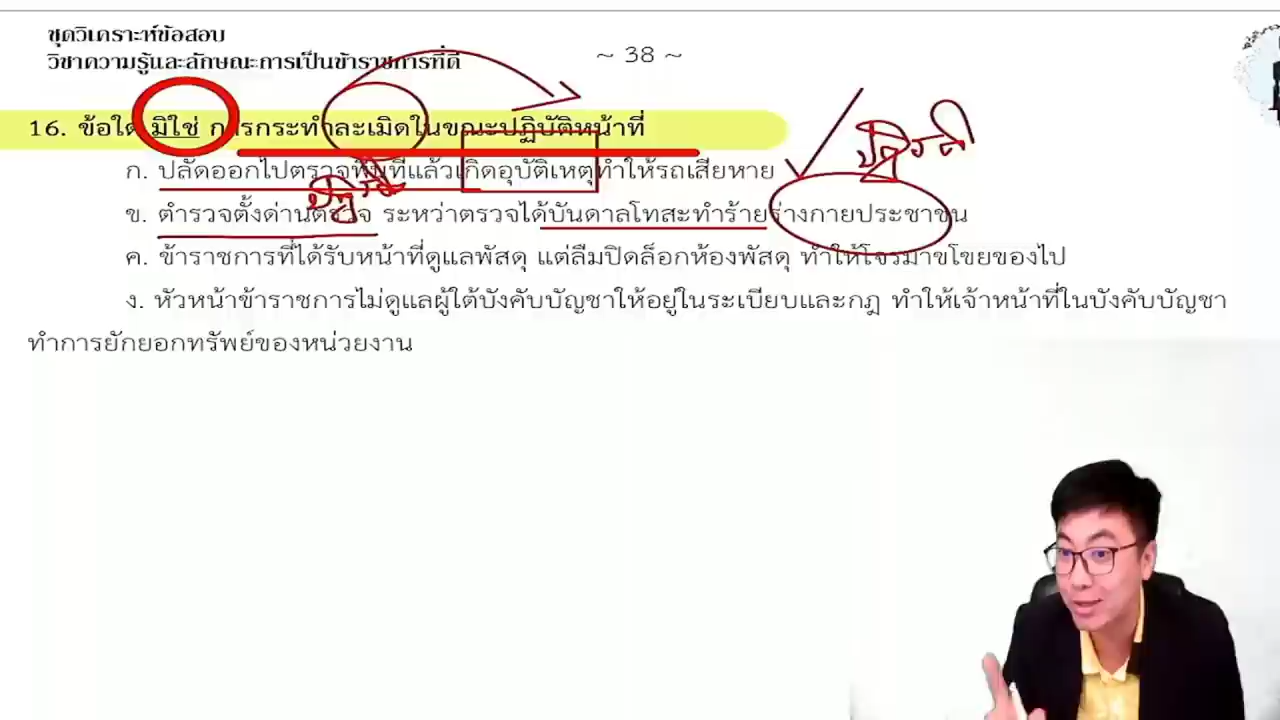 ชุดวิเคราะห์ข้อสอบ
วิชาความรู้และลักษณะการเป็นข้าราชการที่ดี
~ 38 ~
16. ข้อใด มิใช่ การกระทำละเมิดในขณะปฏิบัติหน้าที่
ก. ปลัดออกไปตรวจพื้นที่แล้วเกิดอุบัติเหตุทำให้รถเสียหาย
ข. ตำรวจตั้งด่านตรวจ ระหว่าตรวจได้บันดาลโทสะทำร้ายร่างกายประชาชน
ค. ข้าราชการที่ได้รับหน้าที่ดูแลพัสดุ แต่ลืมปิดล็อกห้องพัสดุ ทำให้โจรมาขโขยของไป
ง. หัวหน้าข้าราชการไม่ดูแลผู้ใต้บังคับบัญชาให้อยู่ในระเบียบและกฎ ทำให้เจ้าหน้าที่ในบังคับบัญชา
ทำการยักยอกทรัพย์ของหน่วยงาน